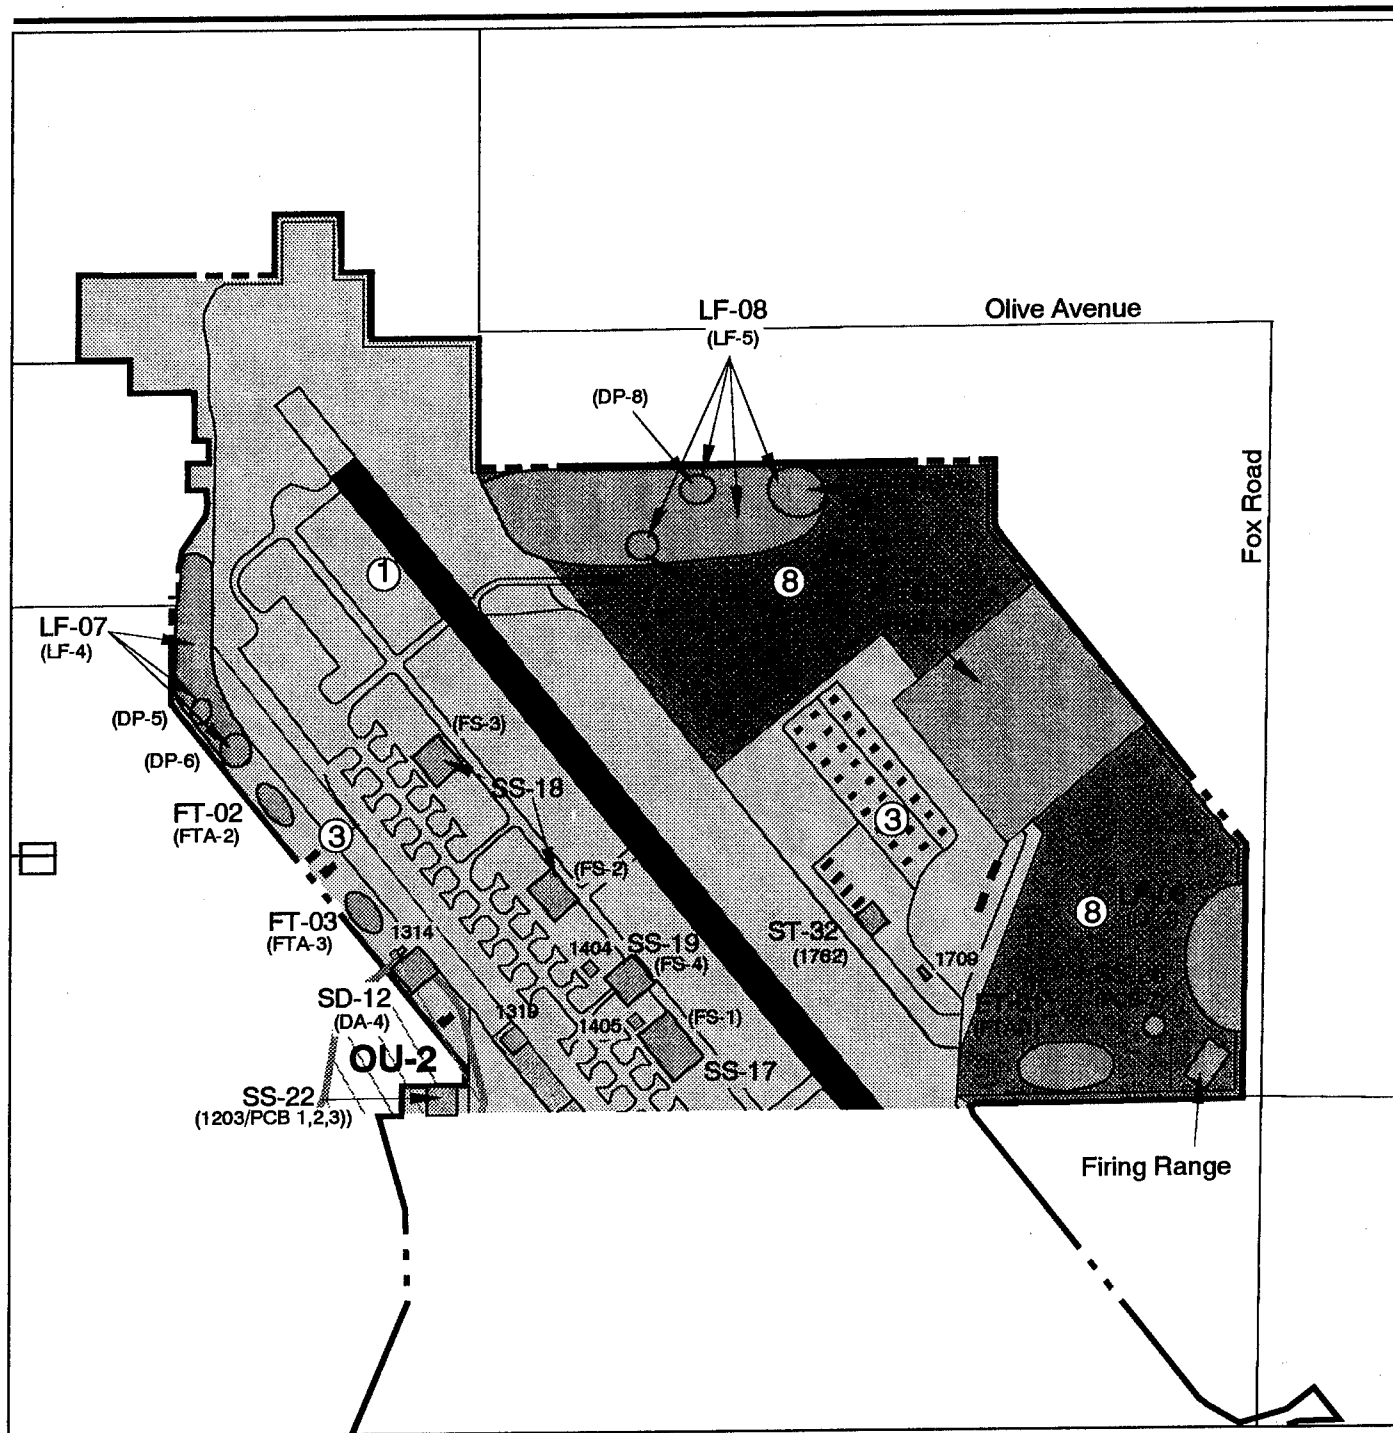 LF-08
(LF-5)
Olive Avenue
(DP-8)
Fox Road
1
8
LF-07
(LF-4)
(DP-5)
(DP-6)
(FS-3)
SS-18
FT-02
(FTA-2)
3
3
(FS-2)
8
FT-03
(FTA-3)
1314
ST-32
(1762)
1404
SS-19
(FS-4)
1709
SD-12
(DA-4)
1319
1405
(FS-1)
OU-2
SS-17
SS-22
(1203/PCB 1,2,3))
Firing Range